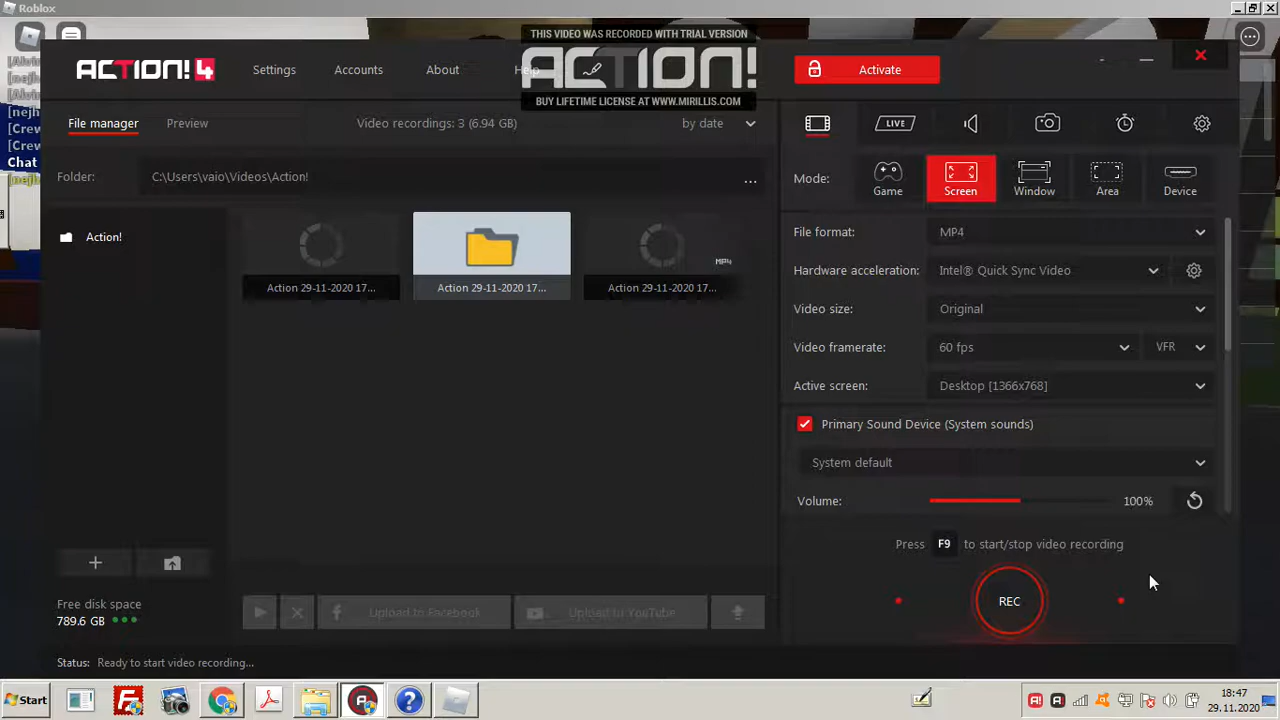 Roblox
THIS VIDEO WAS RECORDED WITH TRIAL VERSION
ACTION!
BUY LIFETIME LICENSE AT WWW.MIRILLIS.COM
ACTION! 4
Settings
Accounts
About
Help
Activate
File manager
Preview
Video recordings: 3 (6.94 GB)
by date
LIVE
Folder:
C:\Users\vaio\Videos\Action!
...
Mode:
Game
Screen
Window
Area
Device
[Crew
Chat
Action!
MP4
Action 29-11-2020 17...
Action 29-11-2020 17...
Action 29-11-2020 17...
File format:
MP4
Hardware acceleration:
Intel® Quick Sync Video
Video size:
Original
Video framerate:
60 fps
VFR
Active screen:
Desktop [1366x768]
Primary Sound Device (System sounds)
System default
Volume:
100%
Press F9 to start/stop video recording
REC
Free disk space
789.6 GB
Upload to Facebook
Upload to YouTube
Status: Ready to start video recording...
Start
18:47
29.11.2020